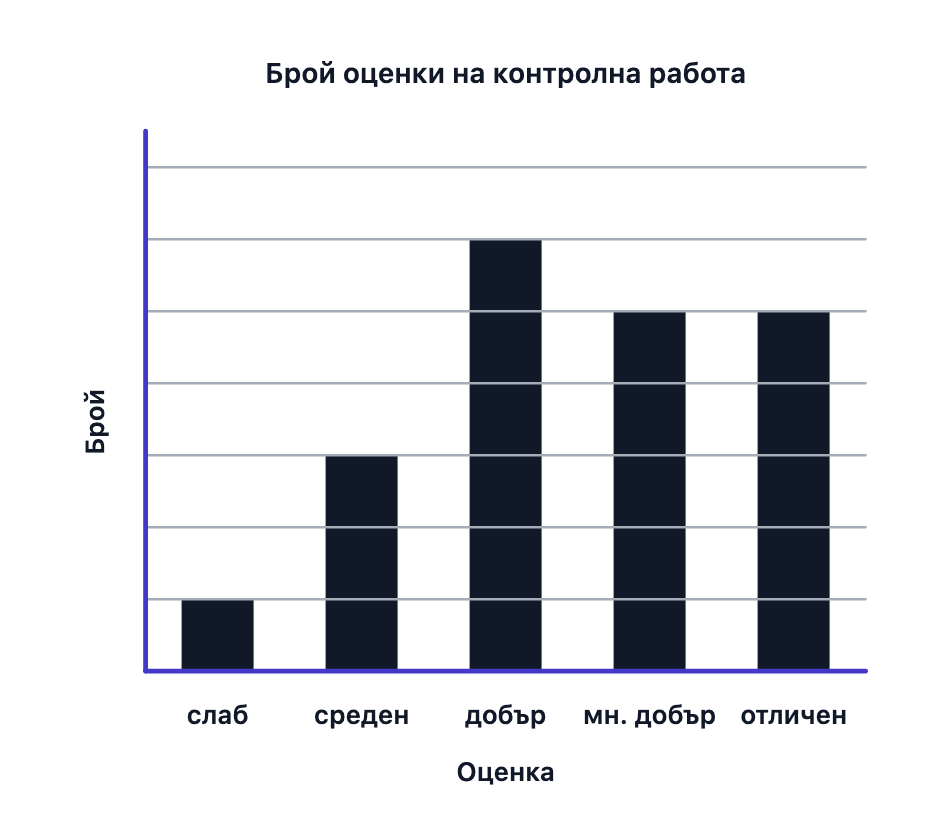 Брой оценки на контролна работа
Брой
слаб
среден
добър
мн. добър
отличен
Оценка